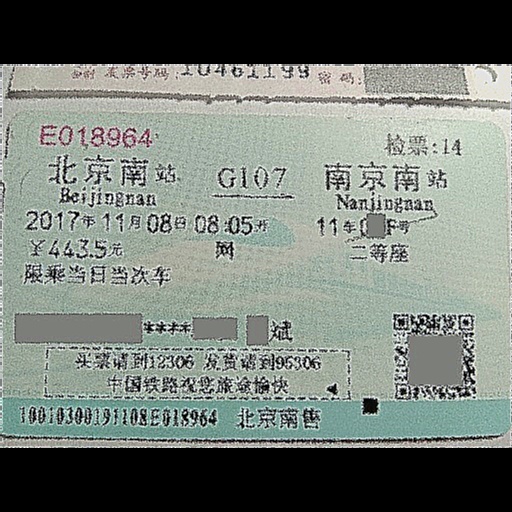 发票号码:10461199 密码:
E018964 检票:14
北京南站 G107 南京南站
Beijingnan Nanjingnan
2017年11月08日08:05开 11车0 F号
￥443.5元 网 二等座
限乘当日当次车
**** 斌
买票请到12306 发货请到95306
中国铁路祝您旅途愉快
10010300191108E018964 北京南售